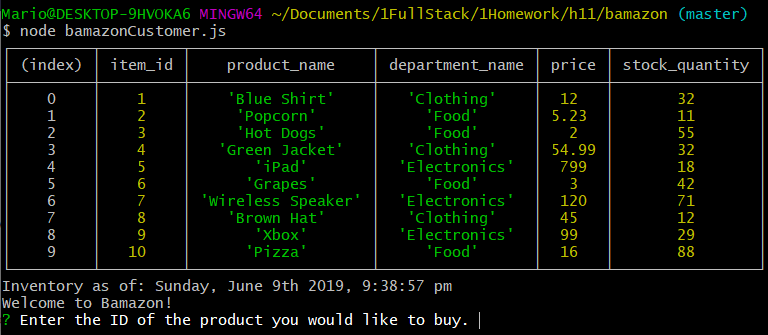 Mario@DESKTOP-9HVOKA6 MINGW64 ~/Documents/1FullStack/1Homework/h11/bamazon (master)
$ node bamazonCustomer.js
(index) item_id product_name department_name price stock_quantity
0 1 'Blue Shirt' 'Clothing' 12 32
1 2 'Popcorn' 'Food' 5.23 11
2 3 'Hot Dogs' 'Food' 2 55
3 4 'Green Jacket' 'Clothing' 54.99 32
4 5 'iPad' 'Electronics' 799 18
5 6 'Grapes' 'Food' 3 42
6 7 'Wireless Speaker' 'Electronics' 120 71
7 8 'Brown Hat' 'Clothing' 45 12
8 9 'Xbox' 'Electronics' 99 29
9 10 'Pizza' 'Food' 16 88
Inventory as of: Sunday, June 9th 2019, 9:38:57 pm
Welcome to Bamazon!
? Enter the ID of the product you would like to buy.